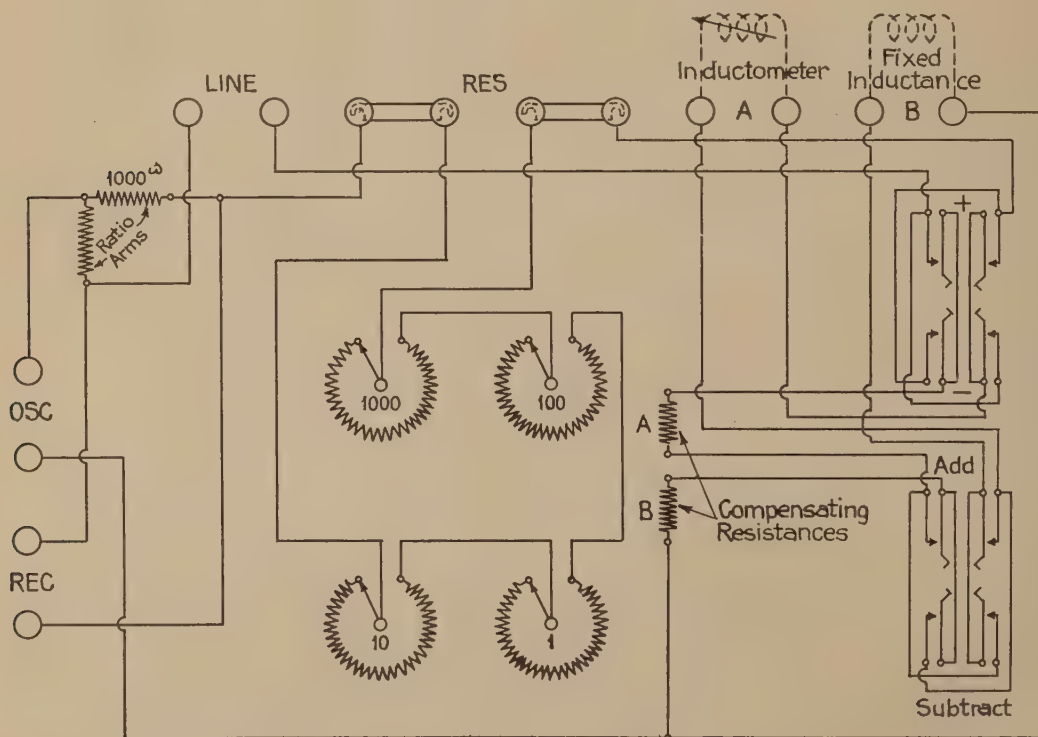 LINE
RES
Inductometer
A
Fixed
Inductance
B
1000ω
Ratio
Arms
+
OSC
1000
100
−
A
Add
B
Compensating
Resistances
REC
10
1
Subtract